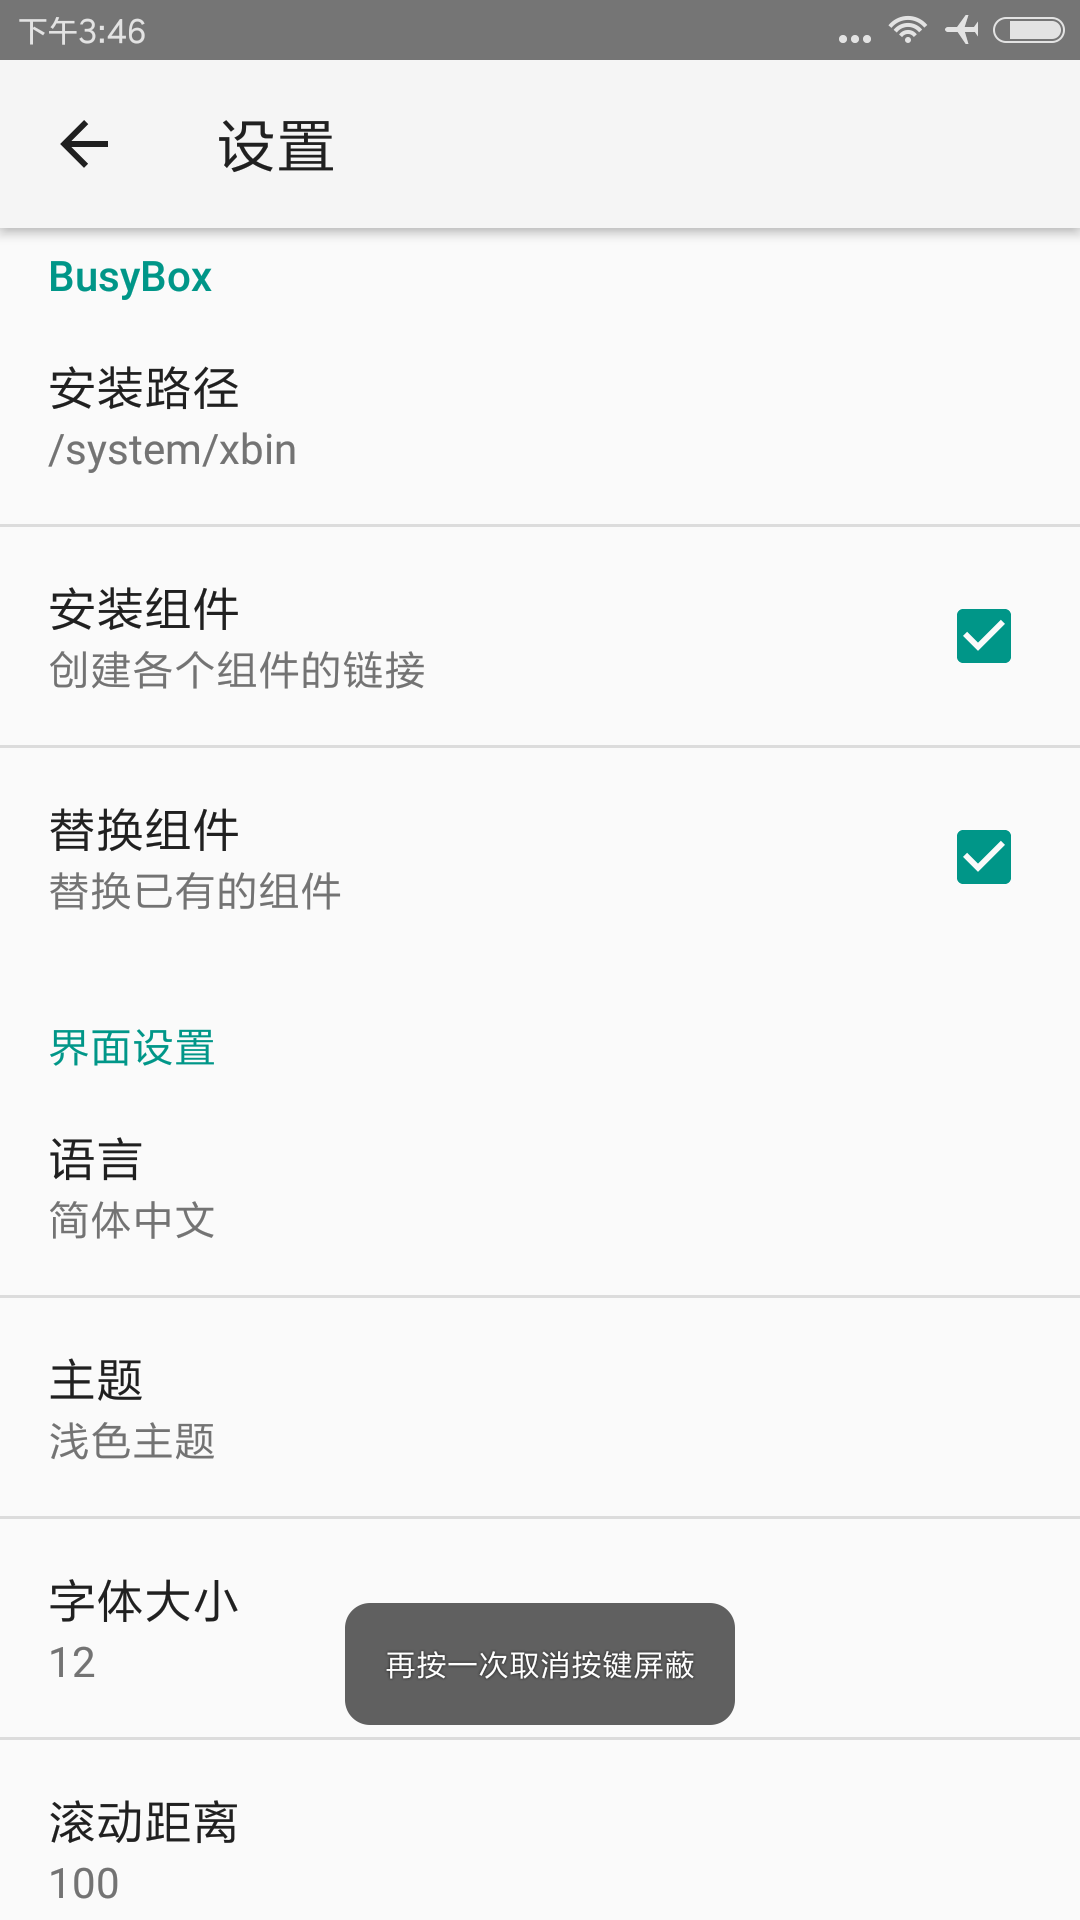 下午3:46
设置
BusyBox
安装路径
/system/xbin
安装组件
创建各个组件的链接
替换组件
替换已有的组件
界面设置
语言
简体中文
主题
浅色主题
字体大小
12
再按一次取消按键屏蔽
滚动距离
100